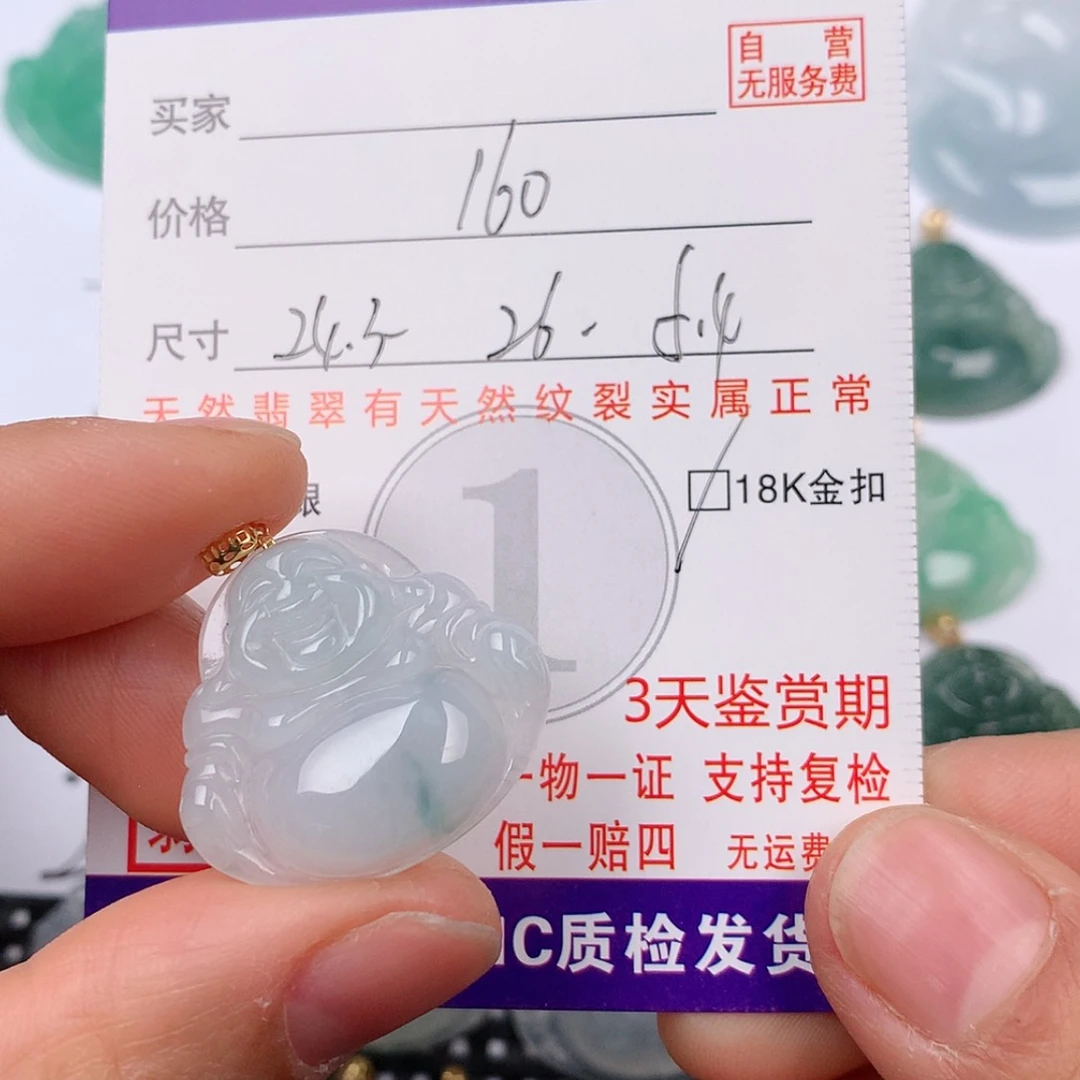 自 营
无服务费
买家
价格 160
尺寸 24.5 26. 8.4
天然翡翠有天然纹裂实属正常
银
18K金扣
1
3天鉴赏期
一物一证 支持复检
假一赔四 无运费
IC质检发货